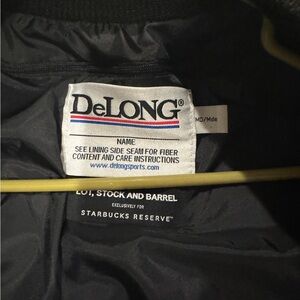 DeLONG®
MD/Mde
NAME
SEE LINING SIDE SEAM FOR FIBER
CONTENT AND CARE INSTRUCTIONS
www.delongsports.com
LOT, STOCK AND BARREL
EXCLUSIVELY FOR
STARBUCKS RESERVE™